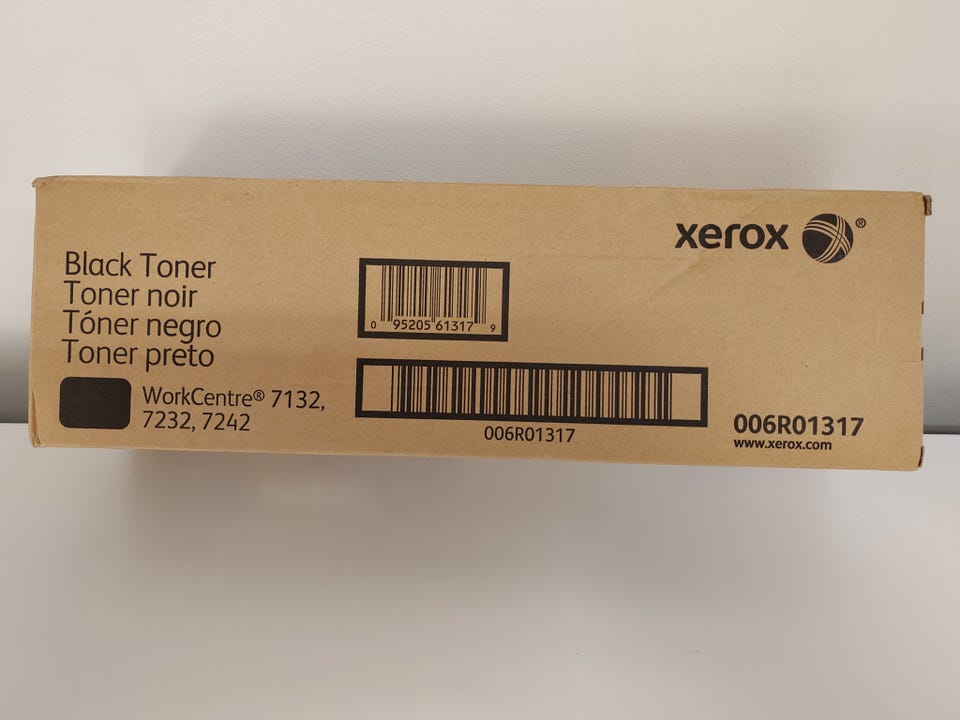 xerox ®
Black Toner
Toner noir
Tóner negro
Toner preto
WorkCentre® 7132,
7232, 7242
0 95205 61317 9
006R01317
006R01317
www.xerox.com